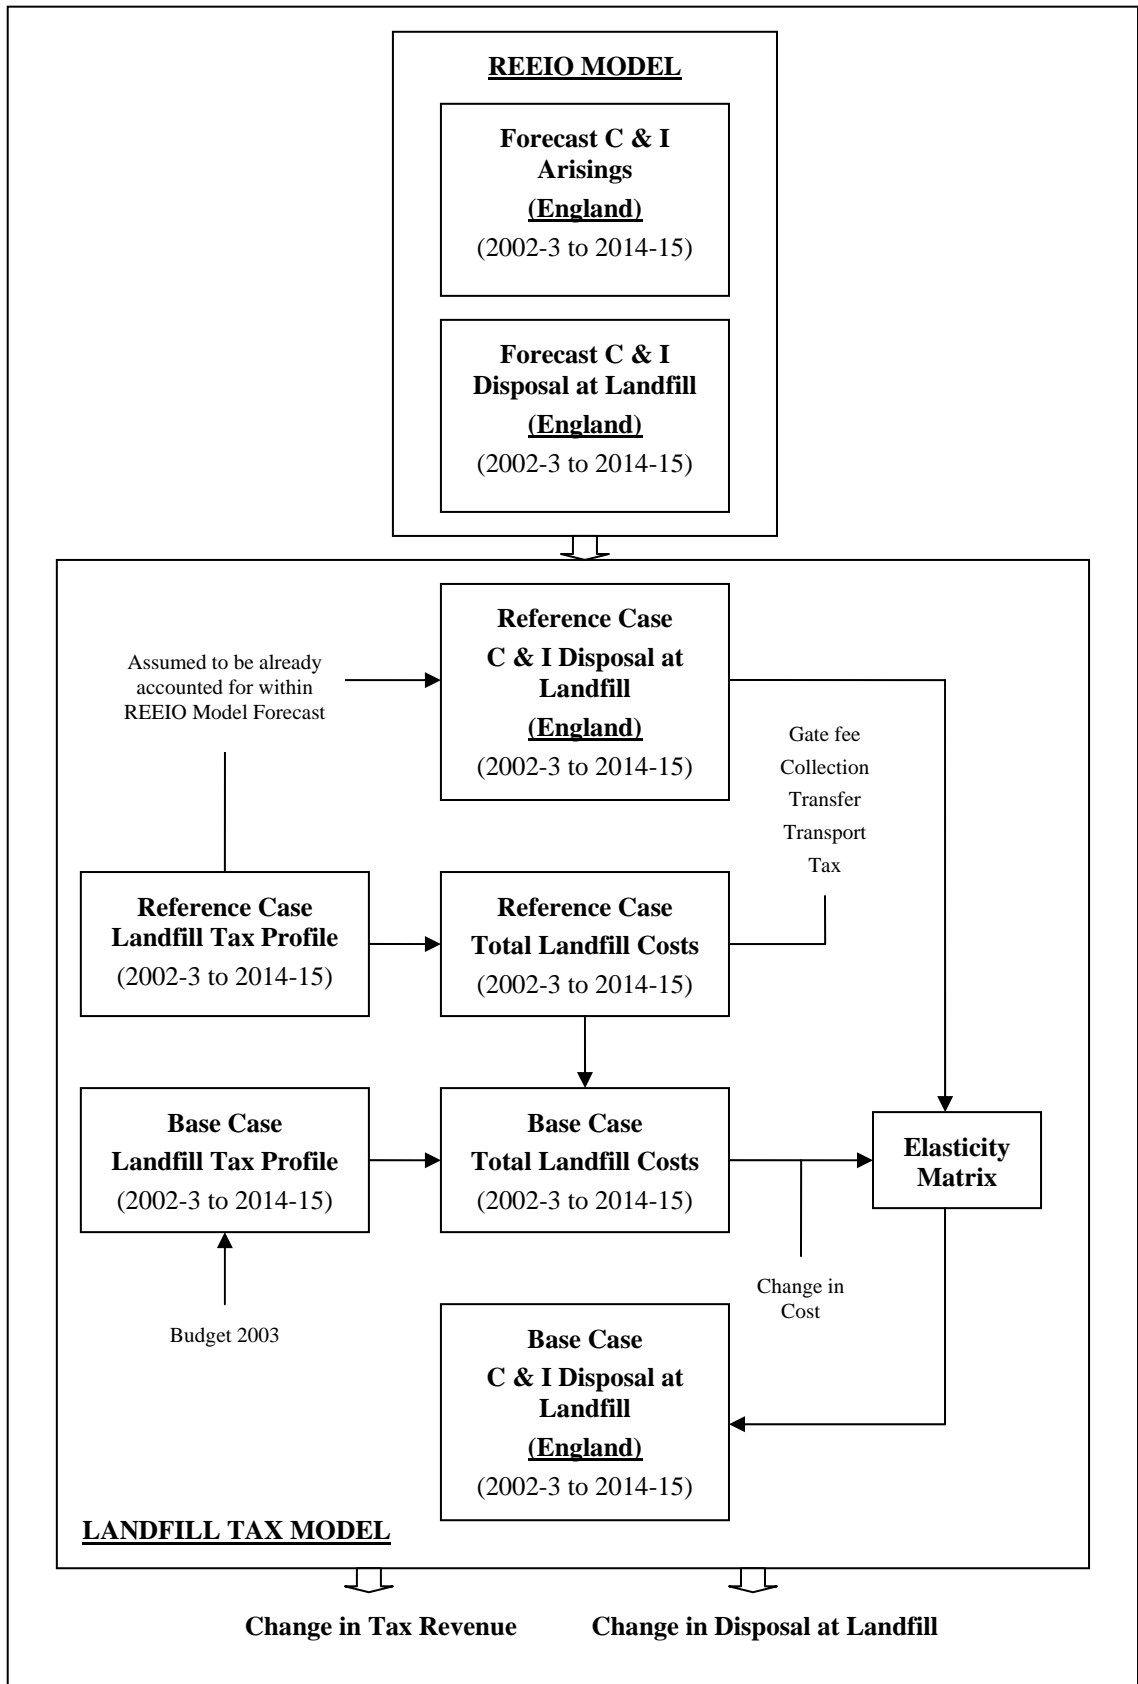 REEIO MODEL
Forecast C & I
Arisings
(England)
(2002-3 to 2014-15)
Forecast C & I
Disposal at Landfill
(England)
(2002-3 to 2014-15)
Reference Case
C & I Disposal at
Landfill
(England)
(2002-3 to 2014-15)
Assumed to be already
accounted for within
REEIO Model Forecast
Gate fee
Collection
Transfer
Transport
Tax
Reference Case
Landfill Tax Profile
(2002-3 to 2014-15)
Reference Case
Total Landfill Costs
(2002-3 to 2014-15)
Base Case
Landfill Tax Profile
(2002-3 to 2014-15)
Base Case
Total Landfill Costs
(2002-3 to 2014-15)
Elasticity
Matrix
Budget 2003
Change in
Cost
Base Case
C & I Disposal at
Landfill
(England)
(2002-3 to 2014-15)
LANDFILL TAX MODEL
Change in Tax Revenue
Change in Disposal at Landfill